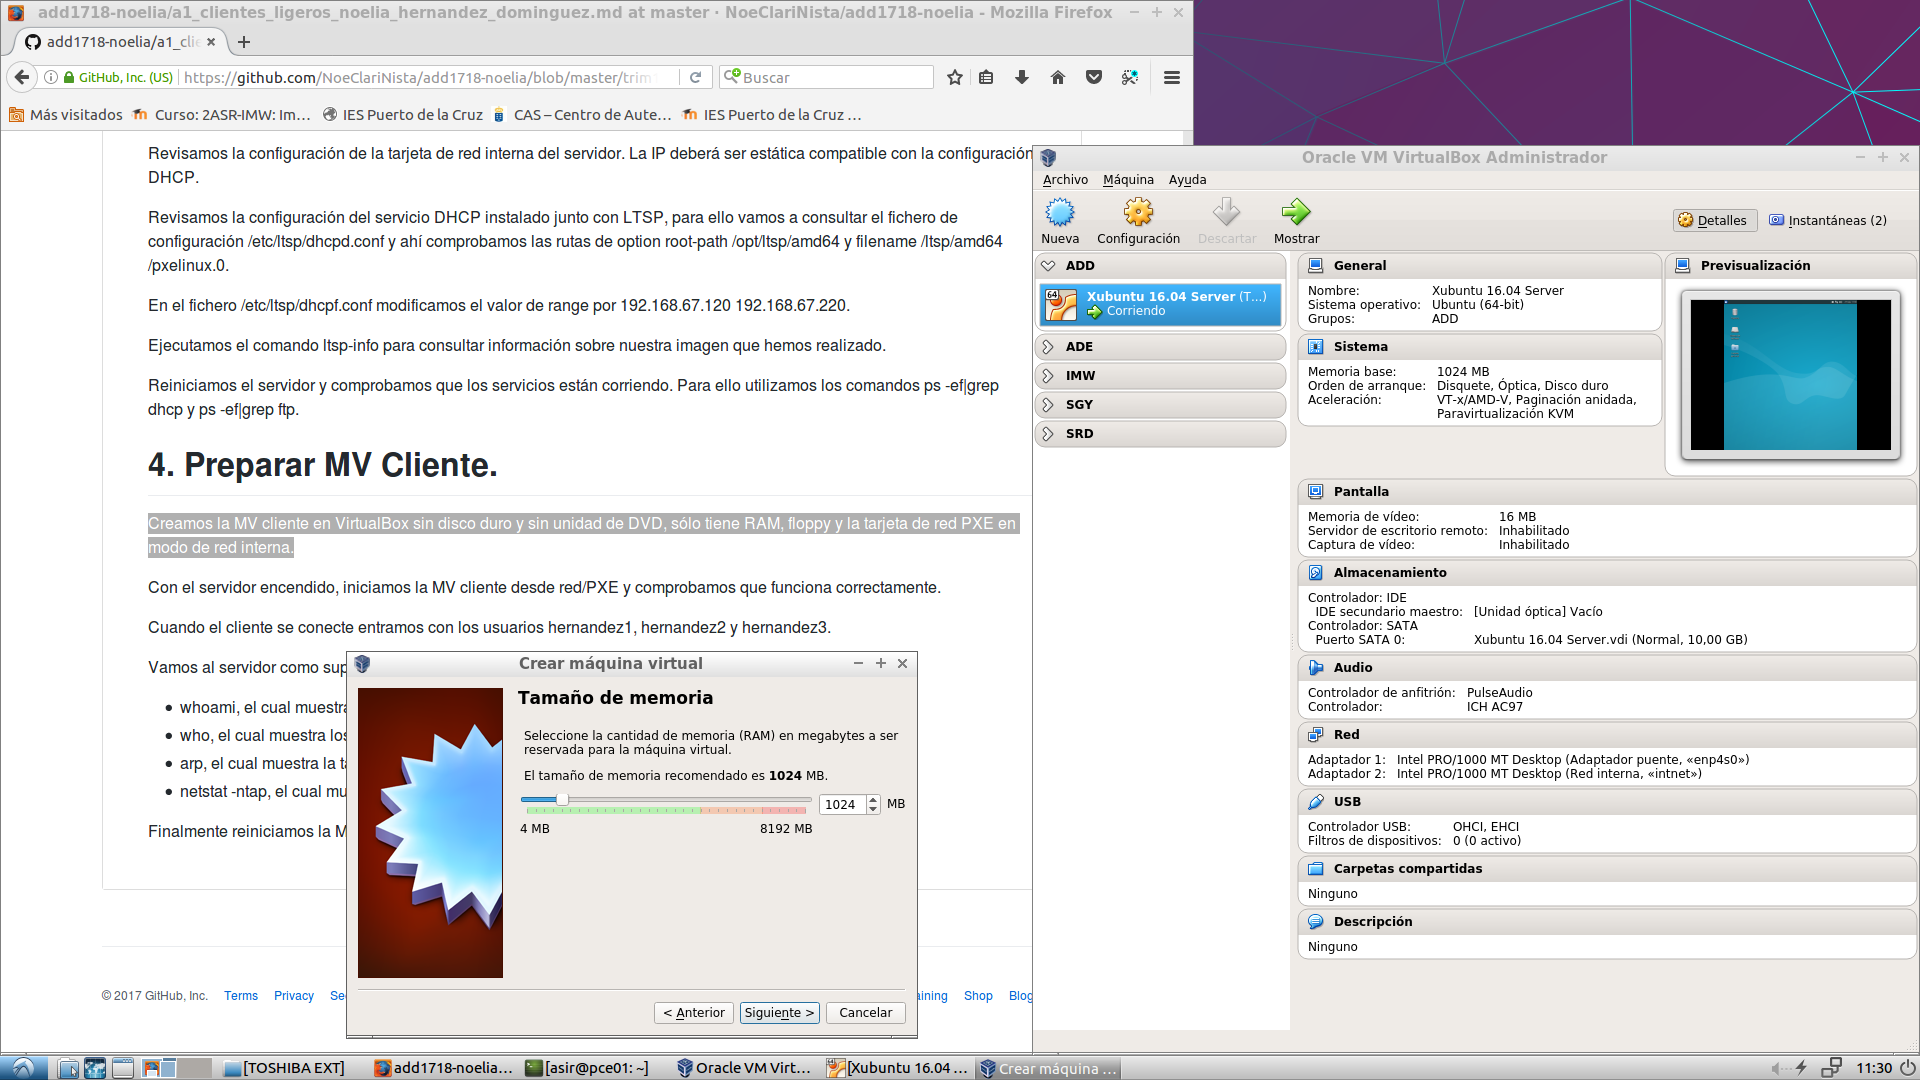 add1718-noelia/a1_clientes_ligeros_noelia_hernandez_dominguez.md at master · NoeClariNista/add1718-noelia - Mozilla Firefox
add1718-noelia/a1_clie
GitHub, Inc. (US)
https://github.com/NoeClariNista/add1718-noelia/blob/master/trim
Buscar
Más visitados
Curso: 2ASR-IMW: Im...
IES Puerto de la Cruz
CAS – Centro de Aute...
IES Puerto de la Cruz ...
Revisamos la configuración de la tarjeta de red interna del servidor. La IP deberá ser estática compatible con la configuración
DHCP.
Revisamos la configuración del servicio DHCP instalado junto con LTSP, para ello vamos a consultar el fichero de
configuración /etc/ltsp/dhcpd.conf y ahí comprobamos las rutas de option root-path /opt/ltsp/amd64 y filename /ltsp/amd64
/pxelinux.0.
En el fichero /etc/ltsp/dhcpf.conf modificamos el valor de range por 192.168.67.120 192.168.67.220.
Ejecutamos el comando ltsp-info para consultar información sobre nuestra imagen que hemos realizado.
Reiniciamos el servidor y comprobamos que los servicios están corriendo. Para ello utilizamos los comandos ps -ef|grep
dhcp y ps -ef|grep ftp.
4. Preparar MV Cliente.
Creamos la MV cliente en VirtualBox sin disco duro y sin unidad de DVD, sólo tiene RAM, floppy y la tarjeta de red PXE en
modo de red interna.
Con el servidor encendido, iniciamos la MV cliente desde red/PXE y comprobamos que funciona correctamente.
Cuando el cliente se conecte entramos con los usuarios hernandez1, hernandez2 y hernandez3.
Vamos al servidor como sup
whoami, el cual muestra
who, el cual muestra los
arp, el cual muestra la ta
netstat -ntap, el cual mu
Finalmente reiniciamos la M
© 2017 GitHub, Inc.
Terms
Privacy
Sec
aining
Shop
Blog
Crear máquina virtual
Tamaño de memoria
Seleccione la cantidad de memoria (RAM) en megabytes a ser
reservada para la máquina virtual.
El tamaño de memoria recomendado es 1024 MB.
1024
MB
4 MB
8192 MB
< Anterior
Siguiente >
Cancelar
Oracle VM VirtualBox Administrador
Archivo
Máquina
Ayuda
Nueva
Configuración
Descartar
Mostrar
Detalles
Instantáneas (2)
ADD
64
Xubuntu 16.04 Server (T...)
Corriendo
ADE
IMW
SGY
SRD
General
Nombre: Xubuntu 16.04 Server
Sistema operativo: Ubuntu (64-bit)
Grupos: ADD
Previsualización
Sistema
Memoria base: 1024 MB
Orden de arranque: Disquete, Óptica, Disco duro
Aceleración: VT-x/AMD-V, Paginación anidada,
Paravirtualización KVM
Pantalla
Memoria de vídeo: 16 MB
Servidor de escritorio remoto: Inhabilitado
Captura de vídeo: Inhabilitado
Almacenamiento
Controlador: IDE
IDE secundario maestro: [Unidad óptica] Vacío
Controlador: SATA
Puerto SATA 0: Xubuntu 16.04 Server.vdi (Normal, 10,00 GB)
Audio
Controlador de anfitrión: PulseAudio
Controlador: ICH AC97
Red
Adaptador 1: Intel PRO/1000 MT Desktop (Adaptador puente, «enp4s0»)
Adaptador 2: Intel PRO/1000 MT Desktop (Red interna, «intnet»)
USB
Controlador USB: OHCI, EHCI
Filtros de dispositivos: 0 (0 activo)
Carpetas compartidas
Ninguno
Descripción
Ninguno
[TOSHIBA EXT]
add1718-noelia...
[asir@pce01: ~]
Oracle VM Virt...
[Xubuntu 16.04 ...
Crear máquina ...
11:30